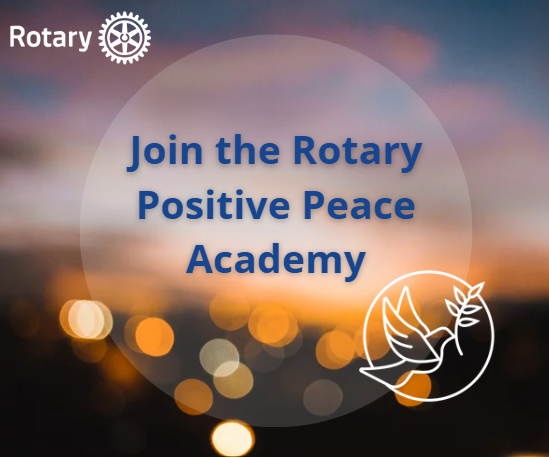 Rotary
Join the Rotary
Positive Peace
Academy